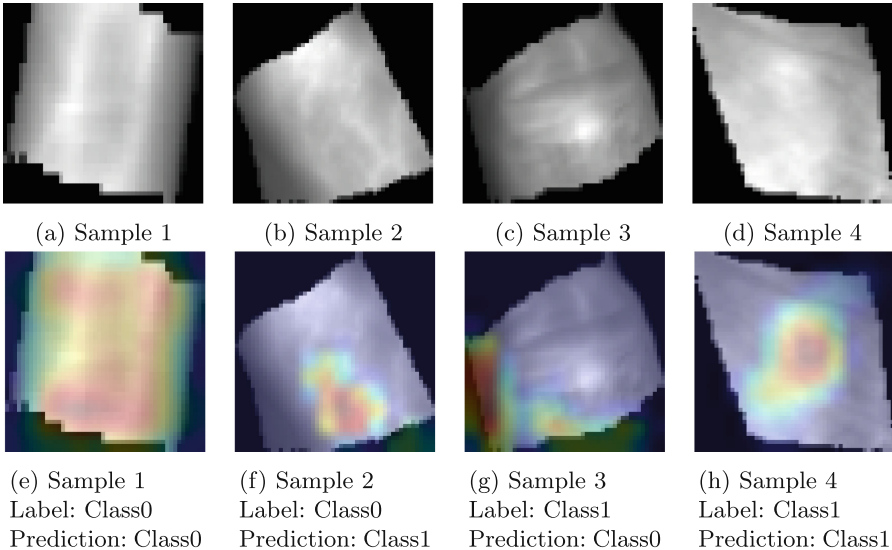 (a) Sample 1
(b) Sample 2
(c) Sample 3
(d) Sample 4
(e) Sample 1
Label: Class0
Prediction: Class0
(f) Sample 2
Label: Class0
Prediction: Class1
(g) Sample 3
Label: Class1
Prediction: Class0
(h) Sample 4
Label: Class1
Prediction: Class1